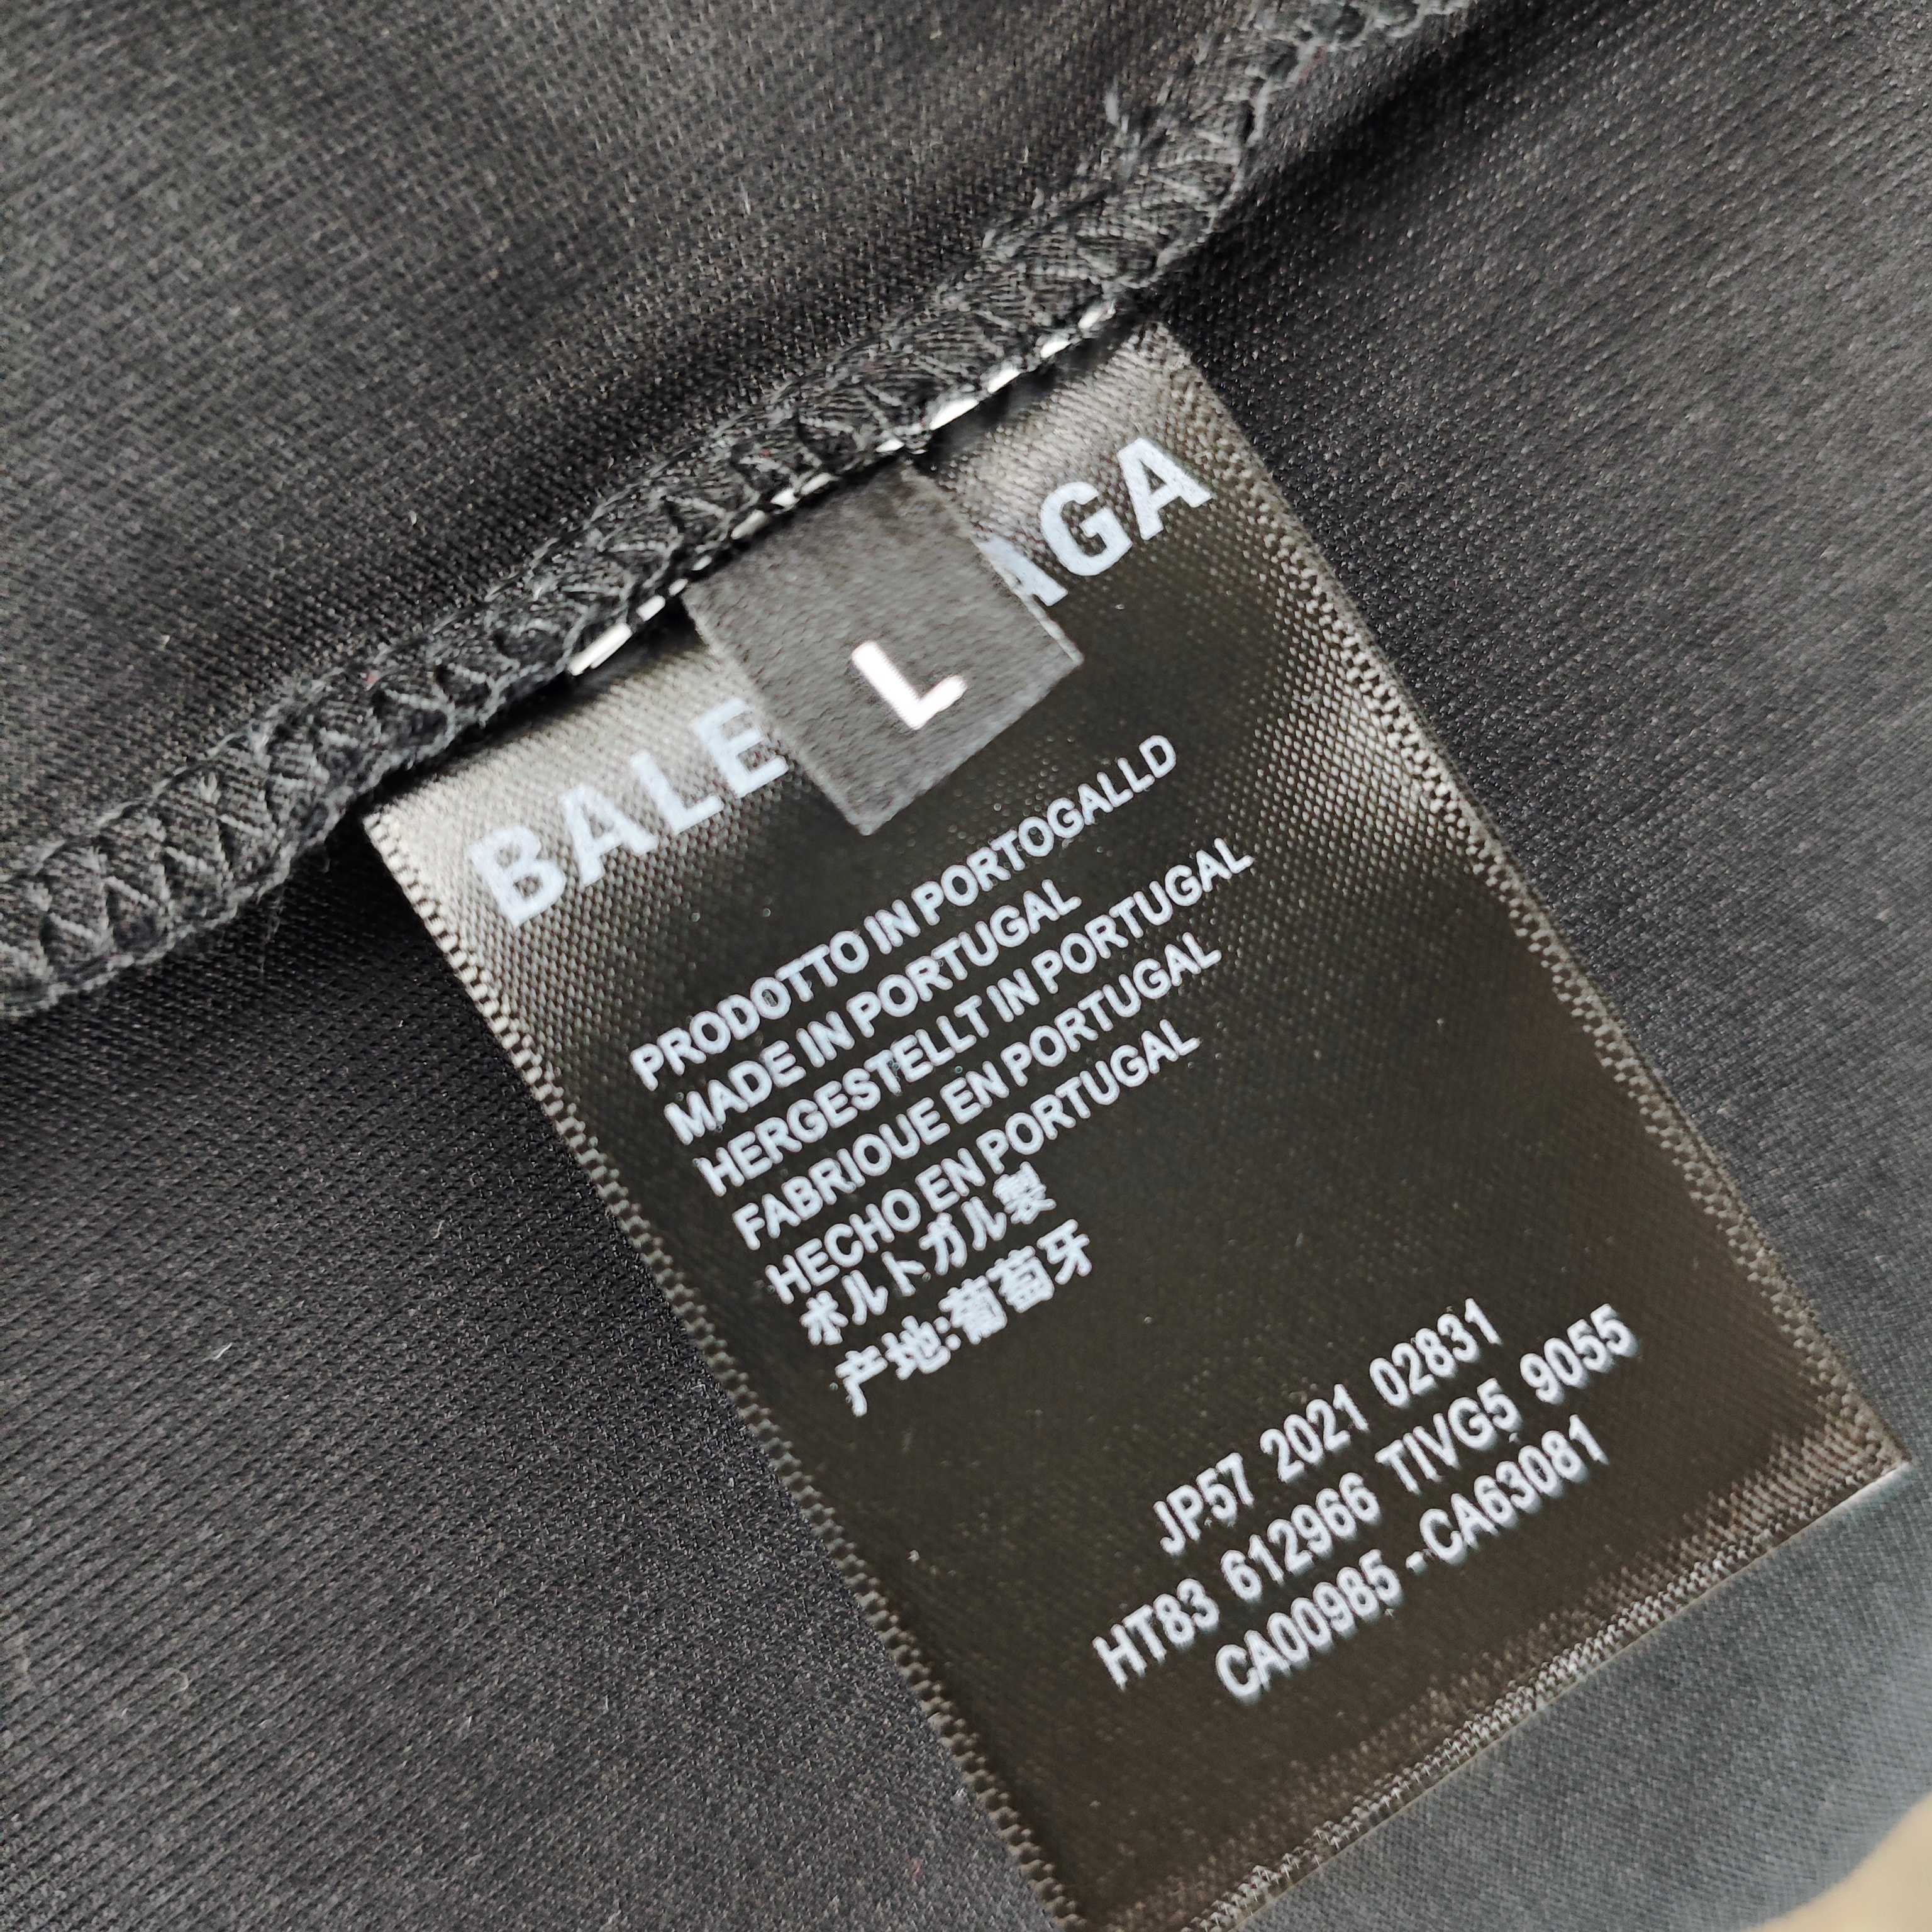 BALE AGA
L
PRODOTTO IN PORTOGALLD
MADE IN PORTUGAL
HERGESTELLT IN PORTUGAL
FABRIOUE EN PORTUGAL
HECHO EN PORTUGAL
ポルトガル製
产地:葡萄牙
JP57 2021 02831
HT83 612966 TIVG5 9055
CA00985 -CA63081